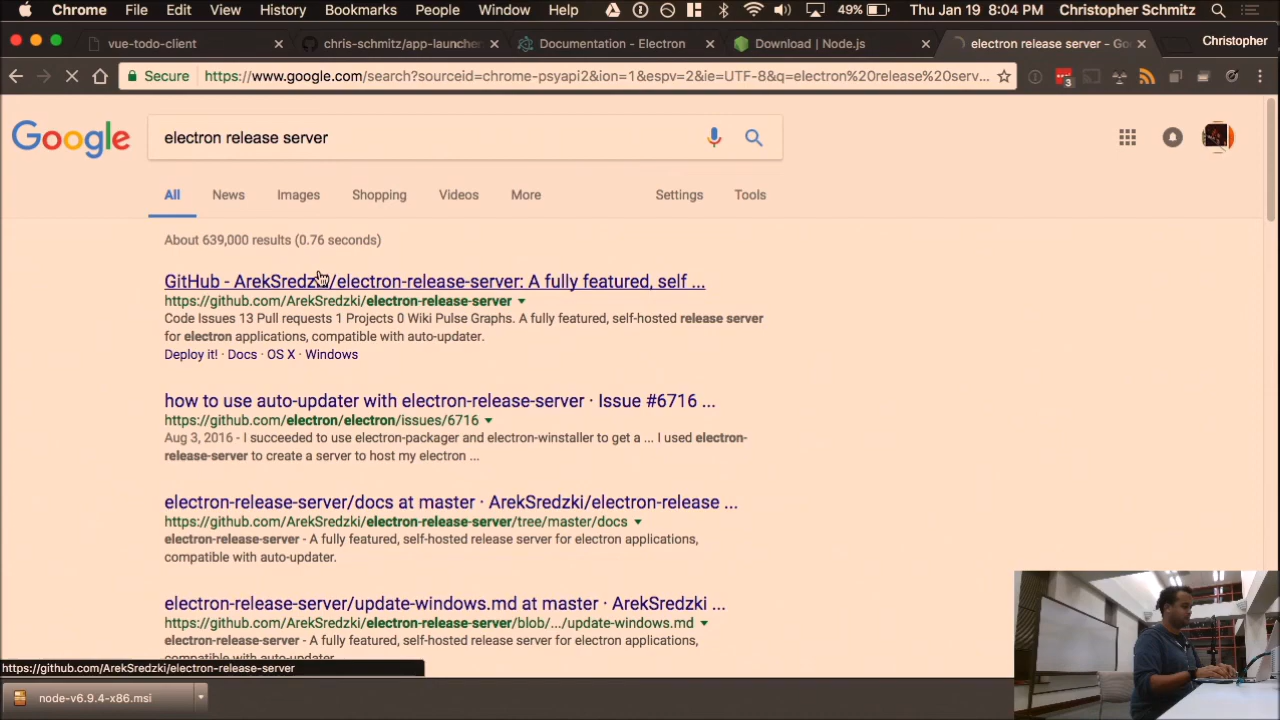 Chrome File Edit View History Bookmarks People Window Help 49% Thu Jan 19 8:04 PM Christopher Schmitz
vue-todo-client
chris-schmitz/app-launcher
Documentation - Electron
Download | Node.js
electron release server - Go
Christopher
Secure https://www.google.com/search?sourceid=chrome-psyapi2&ion=1&espv=2&ie=UTF-8&q=electron%20release%20serv...
3
Google
electron release server
All News Images Shopping Videos More Settings Tools
About 639,000 results (0.76 seconds)
GitHub - ArekSredzki/electron-release-server: A fully featured, self ...
https://github.com/ArekSredzki/electron-release-server
Code Issues 13 Pull requests 1 Projects 0 Wiki Pulse Graphs. A fully featured, self-hosted release server
for electron applications, compatible with auto-updater.
Deploy it! · Docs · OS X · Windows
how to use auto-updater with electron-release-server · Issue #6716 ...
https://github.com/electron/electron/issues/6716
Aug 3, 2016 - I succeeded to use electron-packager and electron-winstaller to get a ... I used electron-
release-server to create a server to host my electron ...
electron-release-server/docs at master · ArekSredzki/electron-release ...
https://github.com/ArekSredzki/electron-release-server/tree/master/docs
electron-release-server - A fully featured, self-hosted release server for electron applications,
compatible with auto-updater.
electron-release-server/update-windows.md at master · ArekSredzki ...
https://github.com/ArekSredzki/electron-release-server/blob/.../update-windows.md
electron-release-server - A fully featured, self-hosted release server for electron applications,
compatible with auto-updater.
https://github.com/ArekSredzki/electron-release-server
node-v6.9.4-x86.msi